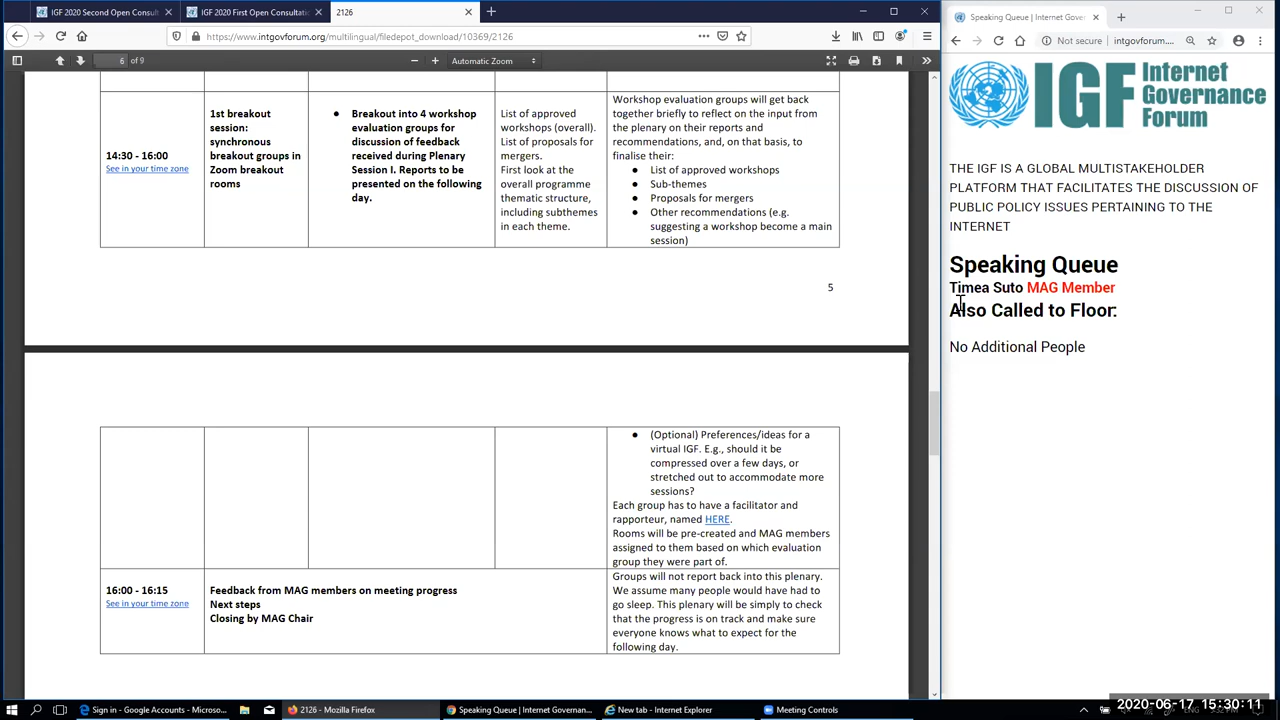 IGF 2020 Second Open Consult
IGF 2020 First Open Consultatio
2126
https://www.intgovforum.org/multilingual/filedepot_download/10369/2126
6 of 9
Automatic Zoom
14:30 - 16:00
See in your time zone
1st breakout
session:
synchronous
breakout groups in
Zoom breakout
rooms
● Breakout into 4 workshop
evaluation groups for
discussion of feedback
received during Plenary
Session I. Reports to be
presented on the following
day.
List of approved
workshops (overall).
List of proposals for
mergers.
First look at the
overall programme
thematic structure,
including subthemes
in each theme.
Workshop evaluation groups will get back
together briefly to reflect on the input from
the plenary on their reports and
recommendations, and, on that basis, to
finalise their:
● List of approved workshops
● Sub-themes
● Proposals for mergers
● Other recommendations (e.g.
suggesting a workshop become a main
session)
5
● (Optional) Preferences/ideas for a
virtual IGF. E.g., should it be
compressed over a few days, or
stretched out to accommodate more
sessions?
Each group has to have a facilitator and
rapporteur, named HERE.
Rooms will be pre-created and MAG members
assigned to them based on which evaluation
group they were part of.
16:00 - 16:15
See in your time zone
Feedback from MAG members on meeting progress
Next steps
Closing by MAG Chair
Groups will not report back into this plenary.
We assume many people would have had to
go sleep. This plenary will be simply to check
that the progress is on track and make sure
everyone knows what to expect for the
following day.
Speaking Queue | Internet Gover
Not secure
intgovforum....
IGF
Internet
Governance
Forum
THE IGF IS A GLOBAL MULTISTAKEHOLDER
PLATFORM THAT FACILITATES THE DISCUSSION OF
PUBLIC POLICY ISSUES PERTAINING TO THE
INTERNET
Speaking Queue
Timea Suto MAG Member
Also Called to Floor:
No Additional People
Sign in - Google Accounts - Microso...
2126 - Mozilla Firefox
Speaking Queue | Internet Governan...
New tab - Internet Explorer
Meeting Controls
2020-06-17 15:30:11